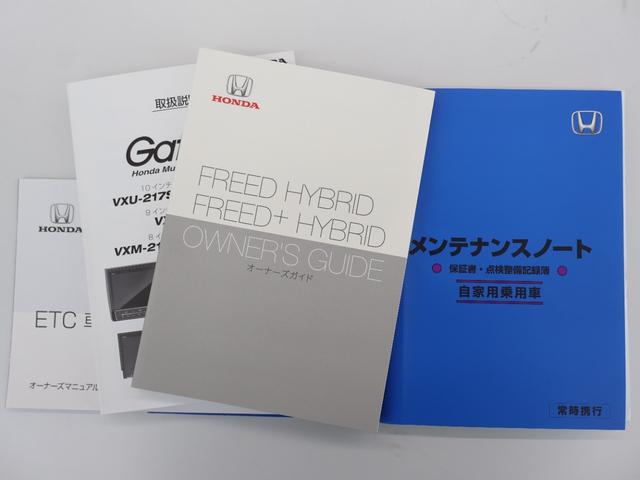 HONDA
ETC
オーナーズマニュアル
取扱説
Honda Mu
10インチ
VXU-217S
9イン
8イ
VXM-21
HONDA
FREED HYBRID
FREED+ HYBRID
OWNER'S GUIDE
オーナーズガイド
メンテナンスノート
保証書・点検整備記録簿
自家用乗用車
常時携行